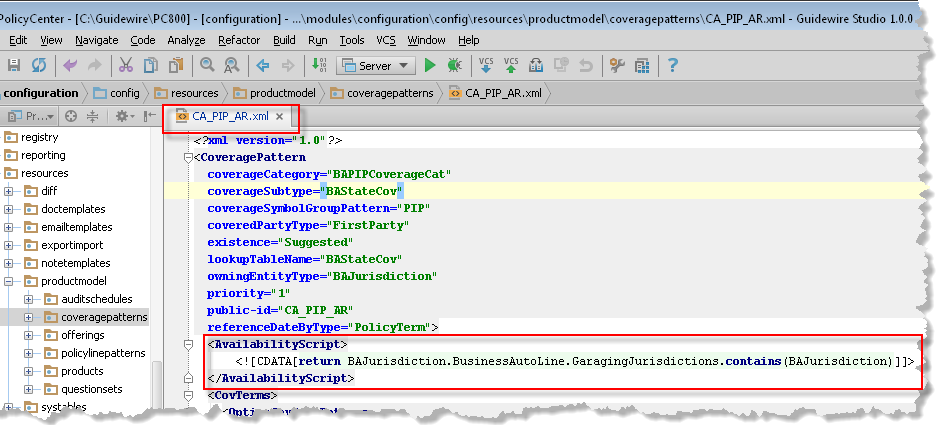 PolicyCenter - [C:\Guidewire\PC800] - [configuration] - ...\modules\configuration\config\resources\productmodel\coveragepatterns\CA_PIP_AR.xml - Guidewire Studio 1.0.0
Edit View Navigate Code Analyze Refactor Build Run Tools VCS Window Help
Server VCS VCS
configuration config resources productmodel coveragepatterns CA_PIP_AR.xml
Pr... CA_PIP_AR.xml
registry
reporting
resources
diff
doctemplates
emailtemplates
exportimport
notetemplates
productmodel
auditschedules
coveragepatterns
offerings
policylinepatterns
products
questionsets
systables
<?xml version="1.0"?>
<CoveragePattern
coverageCategory="BAPIPCoverageCat"
coverageSubtype="BAStateCov"
coverageSymbolGroupPattern="PIP"
coveredPartyType="FirstParty"
existence="Suggested"
lookupTableName="BAStateCov"
owningEntityType="BAJurisdiction"
priority="1"
public-id="CA_PIP_AR"
referenceDateByType="PolicyTerm">
<AvailabilityScript>
<![CDATA[return BAJurisdiction.BusinessAutoLine.GaragingJurisdictions.contains(BAJurisdiction)]]>
</AvailabilityScript>
<CovTerms>